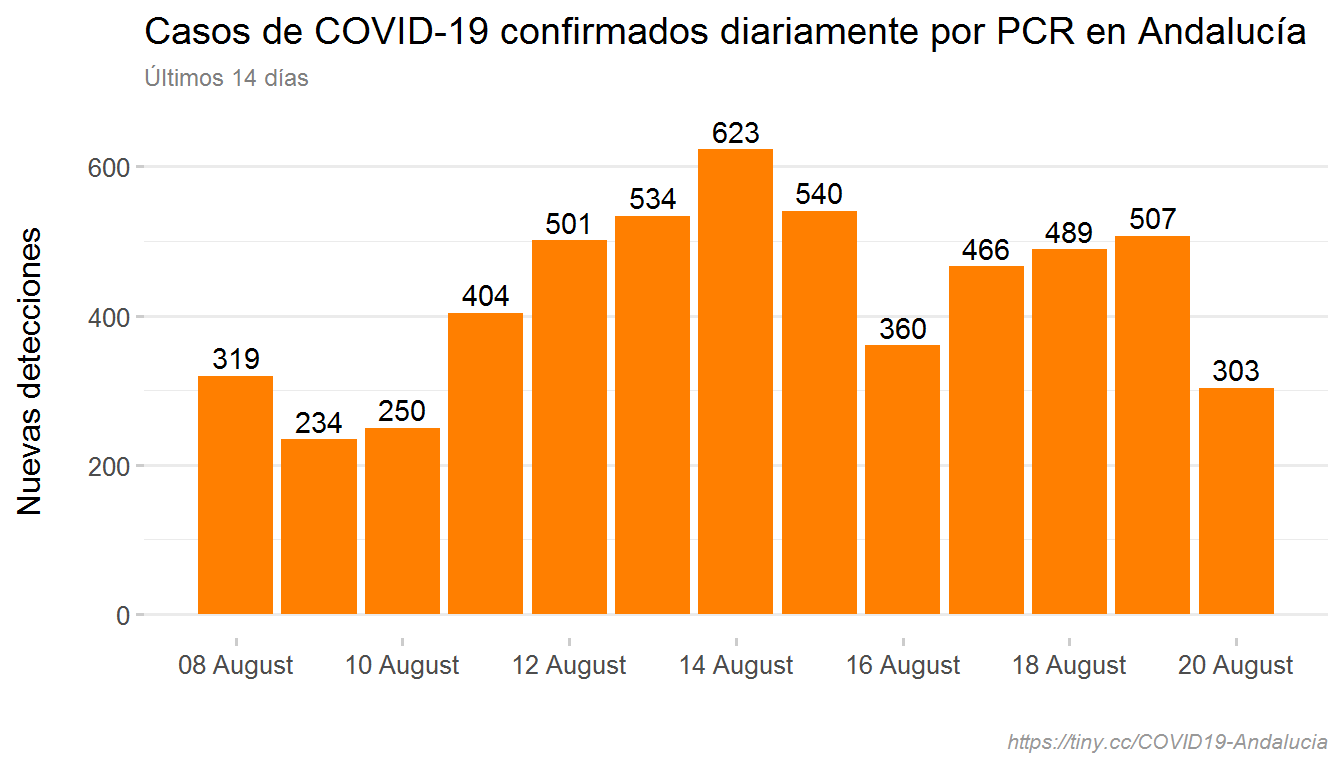 Casos de COVID-19 confirmados diariamente por PCR en Andalucía
Últimos 14 días
Nuevas detecciones
600
400
200
0
319
234
250
404
501
534
623
540
360
466
489
507
303
08 August
10 August
12 August
14 August
16 August
18 August
20 August
https://tiny.cc/COVID19-Andalucia